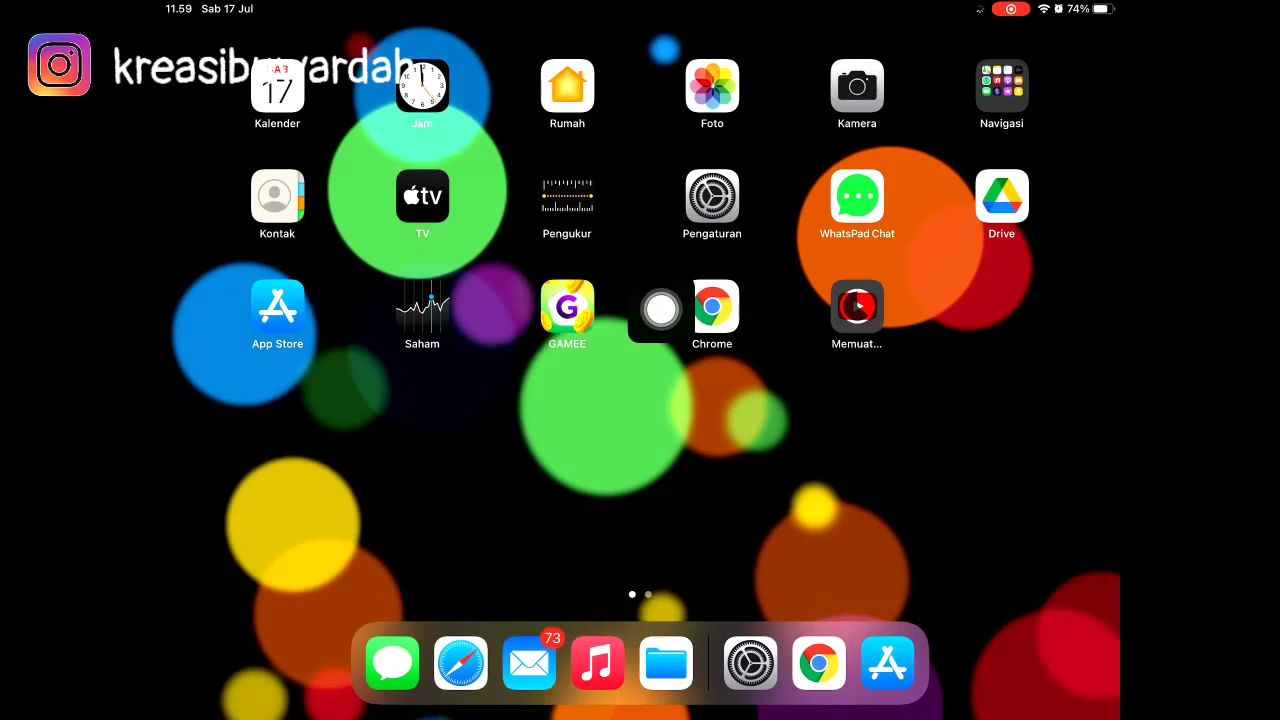 11.59 Sab 17 Jul
74%
kreasibuwardah
SAB
17
Kalender
Jam
Rumah
Foto
Kamera
Navigasi
Kontak
tv
TV
Pengukur
Pengaturan
WhatsPad Chat
Drive
App Store
Saham
G
GAMEE
Chrome
Memuat...
73